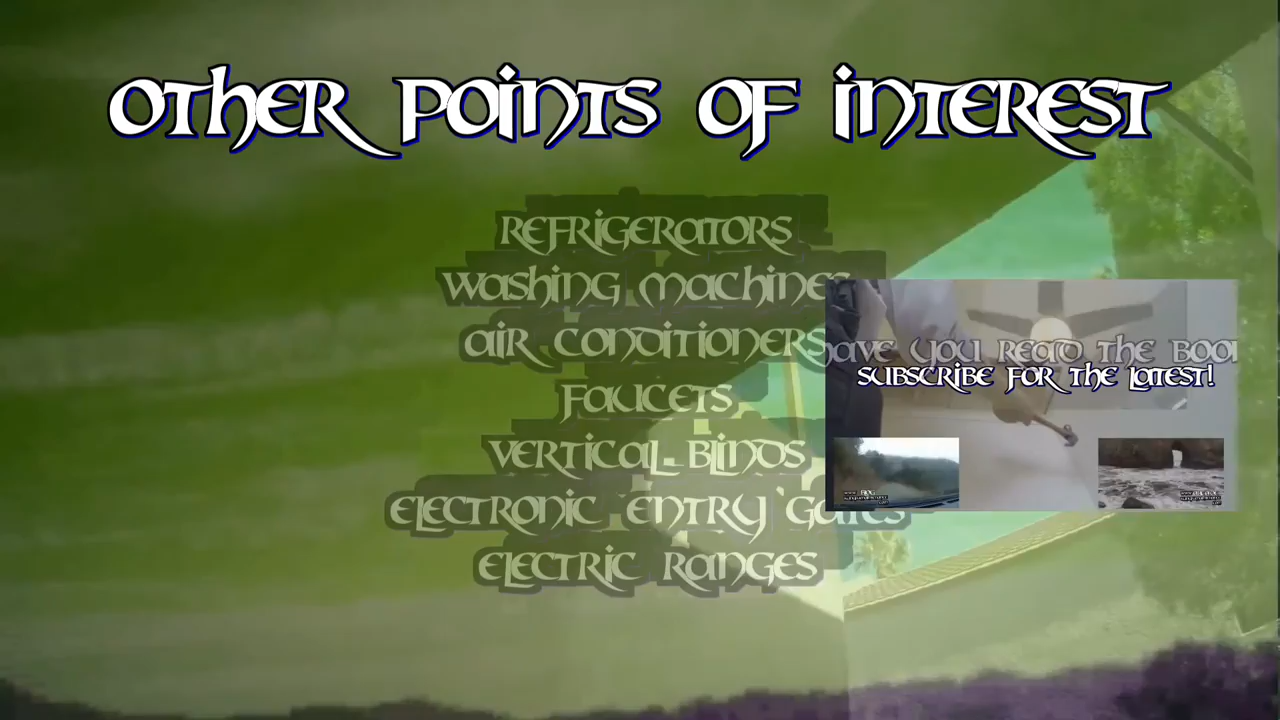 OTHER POINTS OF INTEREST
REFRIGERATORS
WASHING MACHINES
AIR CONDITIONERS
FAUCETS
VERTICAL BLINDS
ELECTRONIC ENTRY GATES
ELECTRIC RANGES
HAVE YOU READ THE BOOK
SUBSCRIBE FOR THE LATEST!